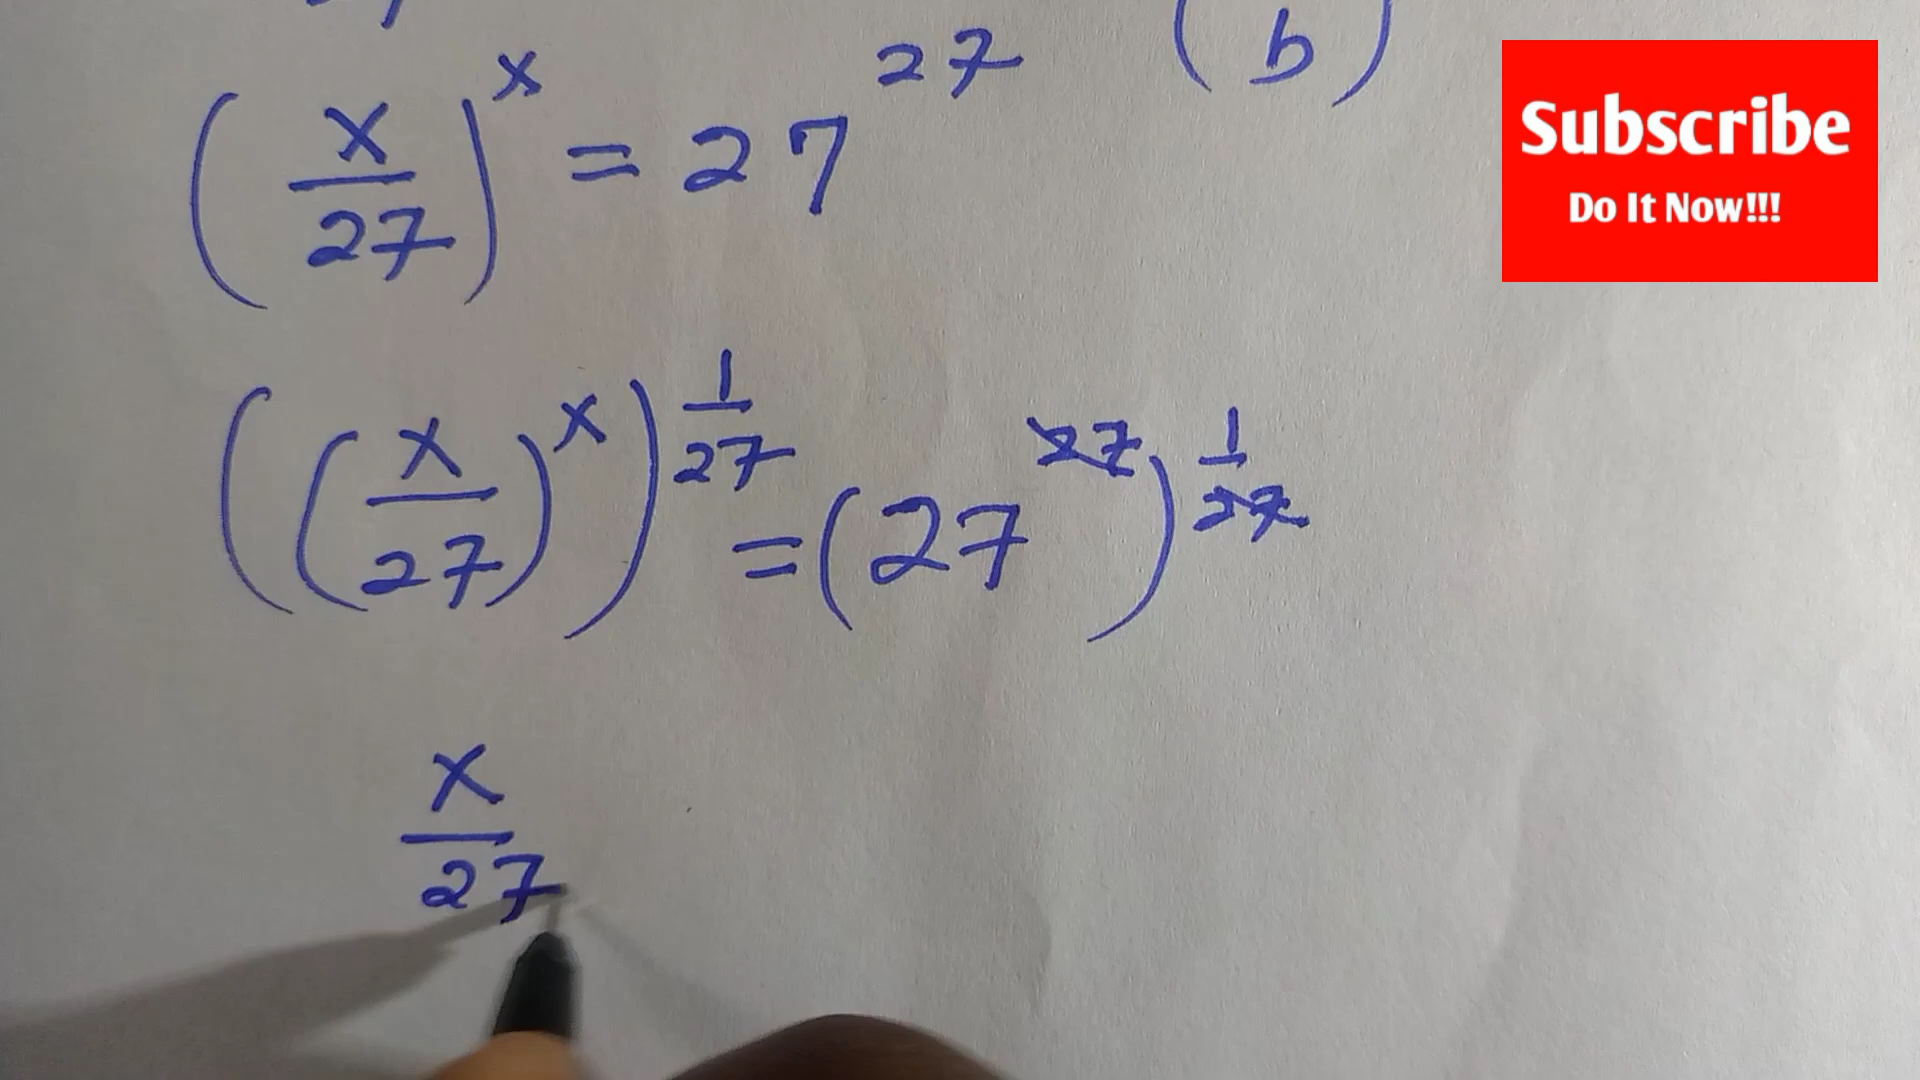 (x/27)^x = 27^27 (b)
Subscribe
Do It Now!!!
((x/27)^x)^1/27 = (27^27)^1/27
x/27